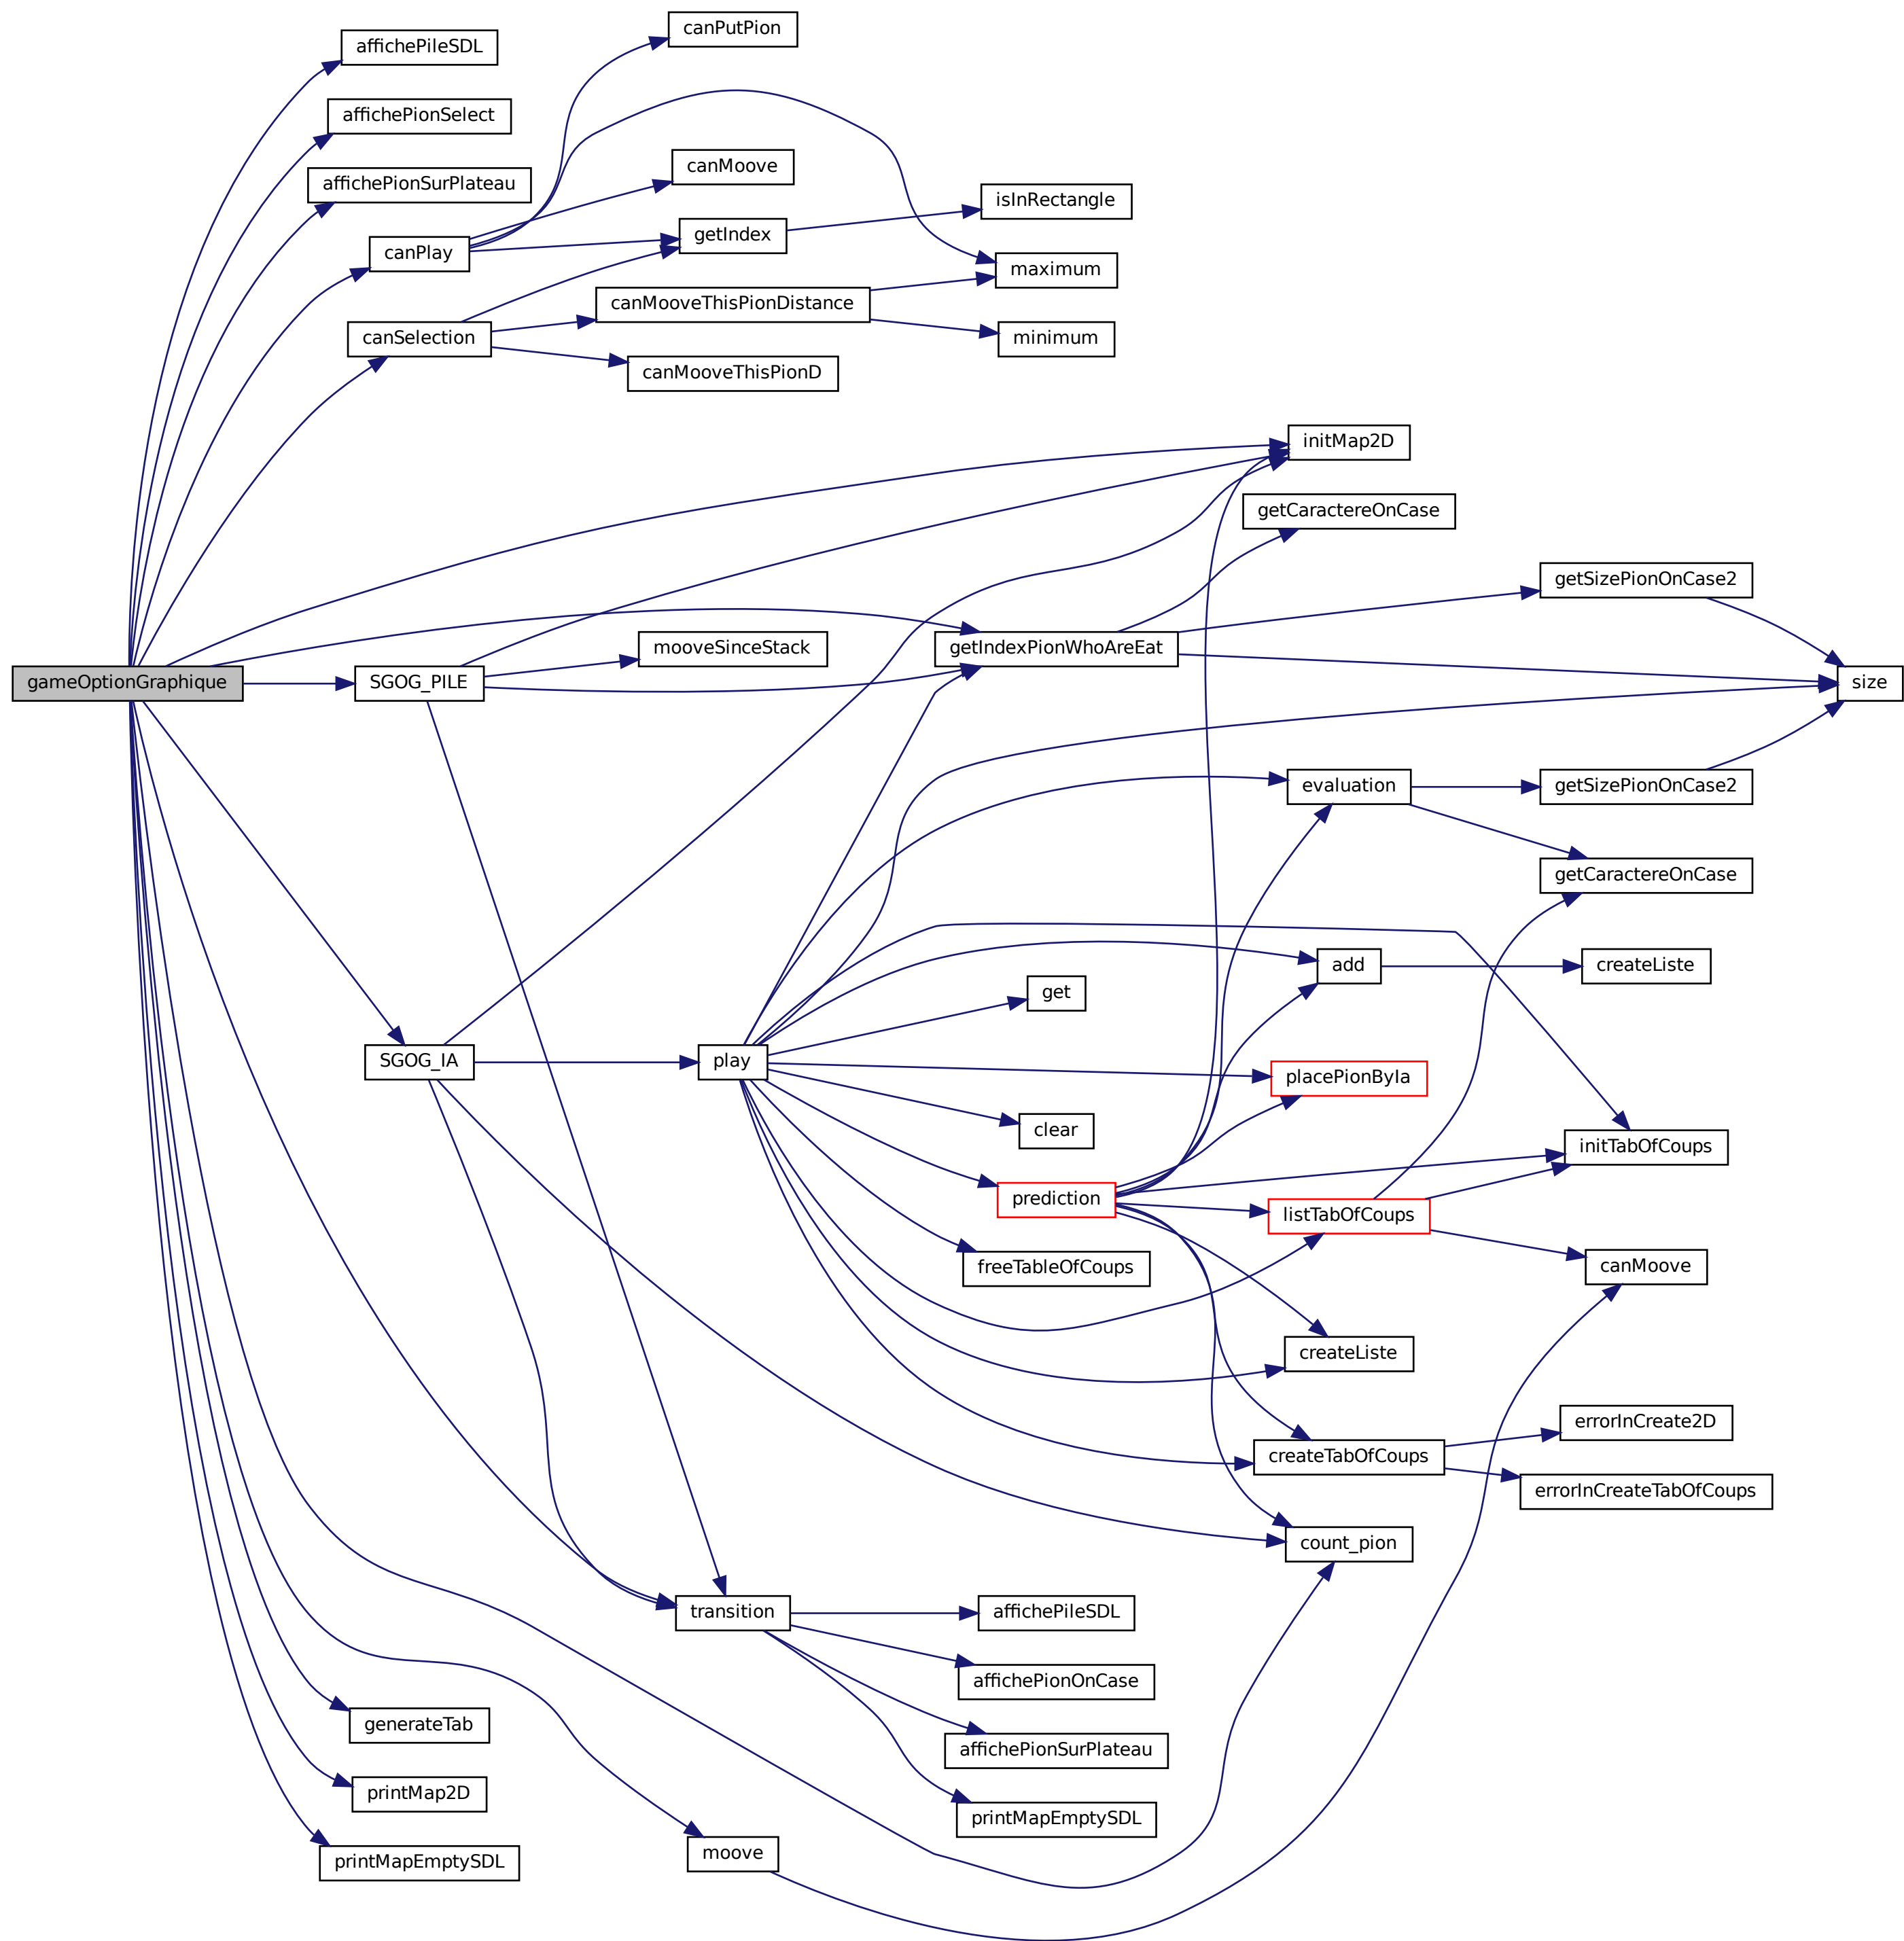 canPutPion
affichePileSDL
affichePionSelect
canMoove
affichePionSurPlateau
isInRectangle
getIndex
canPlay
maximum
canMooveThisPionDistance
canSelection
minimum
canMooveThisPionD
initMap2D
getCaractereOnCase
getSizePionOnCase2
mooveSinceStack
getIndexPionWhoAreEat
gameOptionGraphique
SGOG_PILE
size
evaluation
getSizePionOnCase2
getCaractereOnCase
add
createListe
get
SGOG_IA
play
placePionByIa
clear
initTabOfCoups
prediction
listTabOfCoups
freeTableOfCoups
canMoove
createListe
errorInCreate2D
createTabOfCoups
errorInCreateTabOfCoups
count_pion
transition
affichePileSDL
affichePionOnCase
generateTab
affichePionSurPlateau
printMap2D
printMapEmptySDL
moove
printMapEmptySDL